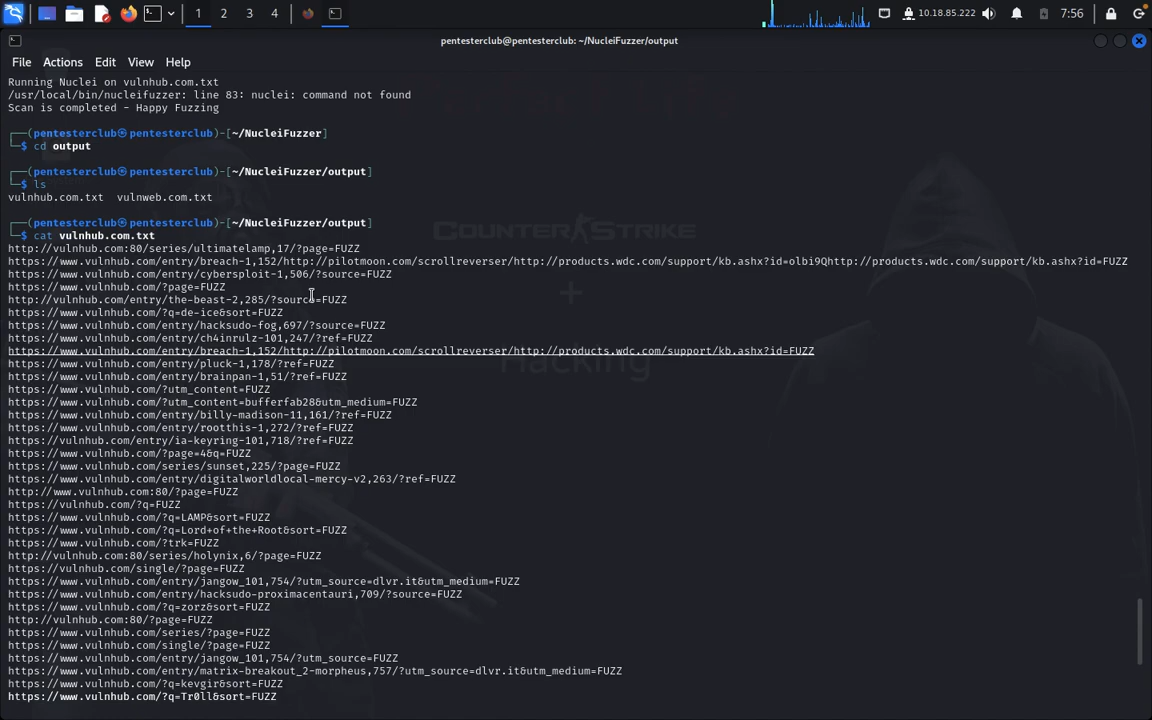 1 2 3 4 10.18.85.222 7:56
pentesterclub@pentesterclub: ~/NucleiFuzzer/output
File Actions Edit View Help
Running Nuclei on vulnhub.com.txt
/usr/local/bin/nucleifuzzer: line 83: nuclei: command not found
Scan is completed - Happy Fuzzing
┌──(pentesterclub㉿pentesterclub)-[~/NucleiFuzzer]
└─$ cd output
┌──(pentesterclub㉿pentesterclub)-[~/NucleiFuzzer/output]
└─$ ls
vulnhub.com.txt  vulnweb.com.txt
┌──(pentesterclub㉿pentesterclub)-[~/NucleiFuzzer/output]
└─$ cat vulnhub.com.txt
http://vulnhub.com:80/series/ultimatelamp,17/?page=FUZZ
https://www.vulnhub.com/entry/breach-1,152/http://pilotmoon.com/scrollreverser/http://products.wdc.com/support/kb.ashx?id=olbi9Qhttp://products.wdc.com/support/kb.ashx?id=FUZZ
https://www.vulnhub.com/entry/cybersploit-1,506/?source=FUZZ
https://www.vulnhub.com/?page=FUZZ
http://vulnhub.com/entry/the-beast-2,285/?source=FUZZ
https://www.vulnhub.com/?q=de-ice&sort=FUZZ
https://www.vulnhub.com/entry/hacksudo-fog,697/?source=FUZZ
https://www.vulnhub.com/entry/ch4inrulz-101,247/?ref=FUZZ
https://www.vulnhub.com/entry/breach-1,152/http://pilotmoon.com/scrollreverser/http://products.wdc.com/support/kb.ashx?id=FUZZ
https://www.vulnhub.com/entry/pluck-1,178/?ref=FUZZ
https://www.vulnhub.com/entry/brainpan-1,51/?ref=FUZZ
https://www.vulnhub.com/?utm_content=FUZZ
https://www.vulnhub.com/?utm_content=bufferfab28&utm_medium=FUZZ
https://www.vulnhub.com/entry/billy-madison-11,161/?ref=FUZZ
https://www.vulnhub.com/entry/rootthis-1,272/?ref=FUZZ
https://vulnhub.com/entry/ia-keyring-101,718/?ref=FUZZ
https://www.vulnhub.com/?page=4&q=FUZZ
https://www.vulnhub.com/series/sunset,225/?page=FUZZ
https://www.vulnhub.com/entry/digitalworldlocal-mercy-v2,263/?ref=FUZZ
http://www.vulnhub.com:80/?page=FUZZ
https://vulnhub.com/?q=FUZZ
https://www.vulnhub.com/?q=LAMP&sort=FUZZ
https://www.vulnhub.com/?q=Lord+of+the+Root&sort=FUZZ
https://www.vulnhub.com/?trk=FUZZ
http://vulnhub.com:80/series/holynix,6/?page=FUZZ
https://vulnhub.com/single/?page=FUZZ
https://www.vulnhub.com/entry/jangow_101,754/?utm_source=dlvr.it&utm_medium=FUZZ
https://www.vulnhub.com/entry/hacksudo-proximacentauri,709/?source=FUZZ
https://www.vulnhub.com/?q=zorz&sort=FUZZ
http://vulnhub.com:80/?page=FUZZ
https://www.vulnhub.com/series/?page=FUZZ
https://www.vulnhub.com/single/?page=FUZZ
https://www.vulnhub.com/entry/jangow_101,754/?utm_source=FUZZ
https://www.vulnhub.com/entry/matrix-breakout_2-morpheus,757/?utm_source=dlvr.it&utm_medium=FUZZ
https://www.vulnhub.com/?q=kevgir&sort=FUZZ
https://www.vulnhub.com/?q=Tr0ll&sort=FUZZ
COUNTER STRIKE
+
Hacking